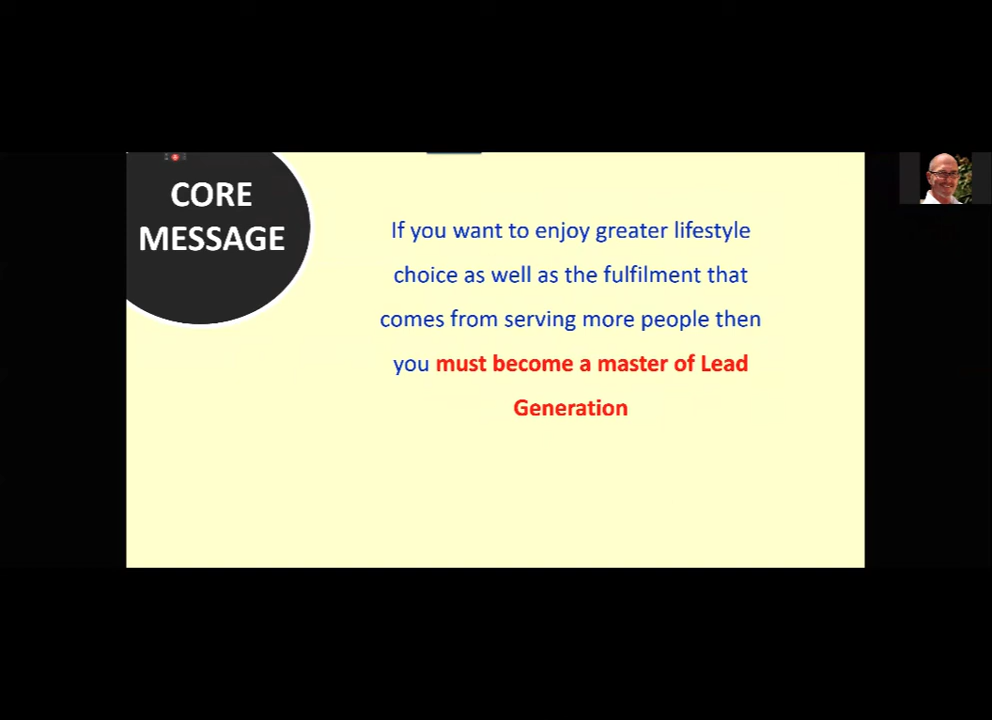 CORE
MESSAGE
If you want to enjoy greater lifestyle
choice as well as the fulfilment that
comes from serving more people then
you must become a master of Lead
Generation